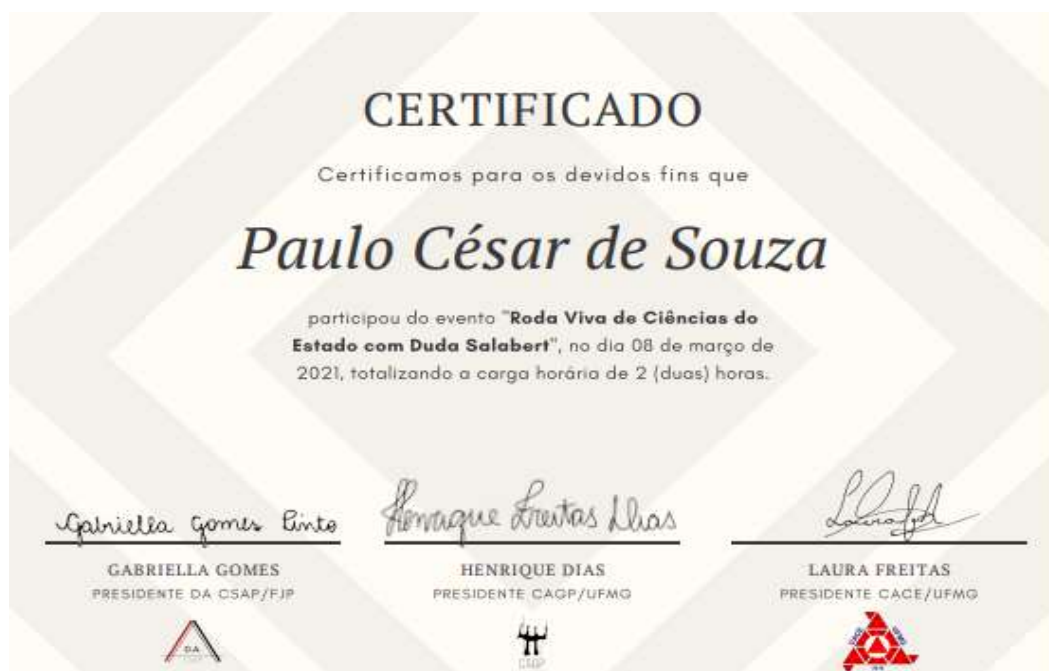 CERTIFICADO
Certificamos para os devidos fins que
Paulo César de Souza
participou do evento "Roda Viva de Ciências do
Estado com Duda Salabert", no dia 08 de março de
2021, totalizando a carga horária de 2 (duas) horas.
Gabriella Gomes Pinto
Henrique Freitas Dias
GABRIELLA GOMES
PRESIDENTE DA CSAP/FJP
HENRIQUE DIAS
PRESIDENTE CAGP/UFMG
LAURA FREITAS
PRESIDENTE CACE/UFMG
DA
CACE UFMG